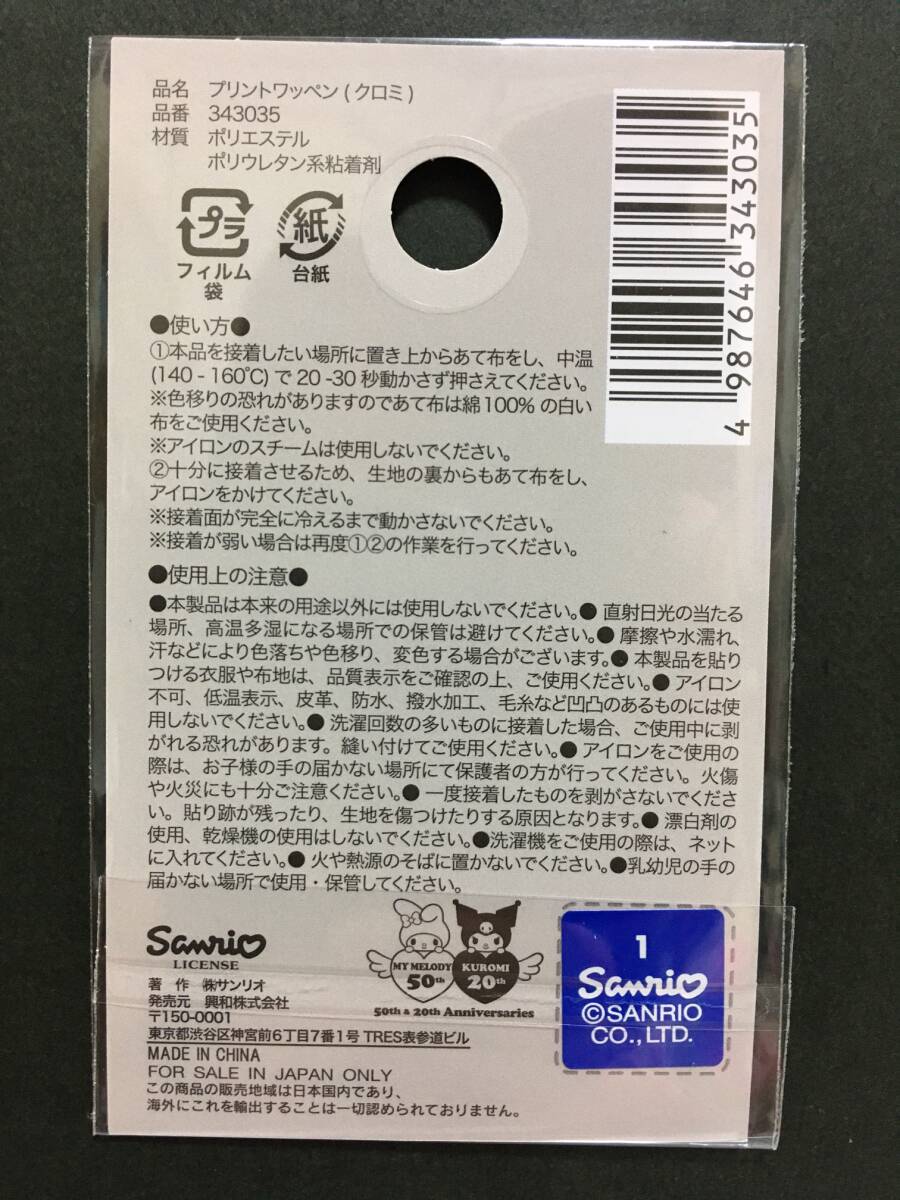 品名 プリントワッペン ( クロミ )
品番 343035
材質 ポリエステル
ポリウレタン系粘着剤
プラ
フィルム
袋
紙
台紙
4 987646 343035
●使い方●
①本品を接着したい場所に置き上からあて布をし、中温
(140 - 160℃) で 20 -30 秒動かさず押さえてください。
※色移りの恐れがありますのであて布は綿100% の白い
布をご使用ください。
※アイロンのスチームは使用しないでください。
②十分に接着させるため、生地の裏からもあて布をし、
アイロンをかけてください。
※接着面が完全に冷えるまで動かさないでください。
※接着が弱い場合は再度①②の作業を行ってください。
●使用上の注意●
●本製品は本来の用途以外には使用しないでください。● 直射日光の当たる
場所、高温多湿になる場所での保管は避けてください。● 摩擦や水濡れ、
汗などにより色落ちや色移り、変色する場合がございます。● 本製品を貼り
つける衣服や布地は、品質表示をご確認の上、ご使用ください。● アイロン
不可、低温表示、皮革、防水、撥水加工、毛糸など凹凸のあるものには使
用しないでください。● 洗濯回数の多いものに接着した場合、ご使用中に剥
がれる恐れがあります。縫い付けてご使用ください。● アイロンをご使用の
際は、お子様の手の届かない場所にて保護者の方が行ってください。火傷
や火災にも十分ご注意ください。● 一度接着したものを剥がさないでくださ
い。貼り跡が残ったり、生地を傷つけたりする原因となります。● 漂白剤の
使用、乾燥機の使用はしないでください。●洗濯機をご使用の際は、ネット
に入れてください。● 火や熱源のそばに置かないでください。●乳幼児の手の
届かない場所で使用・保管してください。
Sanrio
LICENSE
著 作 ㈱サンリオ
発売元 興和株式会社
〒150-0001
東京都渋谷区神宮前6丁目7番1号 TRES表参道ビル
MADE IN CHINA
FOR SALE IN JAPAN ONLY
この商品の販売地域は日本国内であり、
海外にこれを輸出することは一切認められておりません。
MY MELODY
50th
KUROMI
20th
50th & 20th Anniversaries
1
Sanrio
©SANRIO
CO.,LTD.